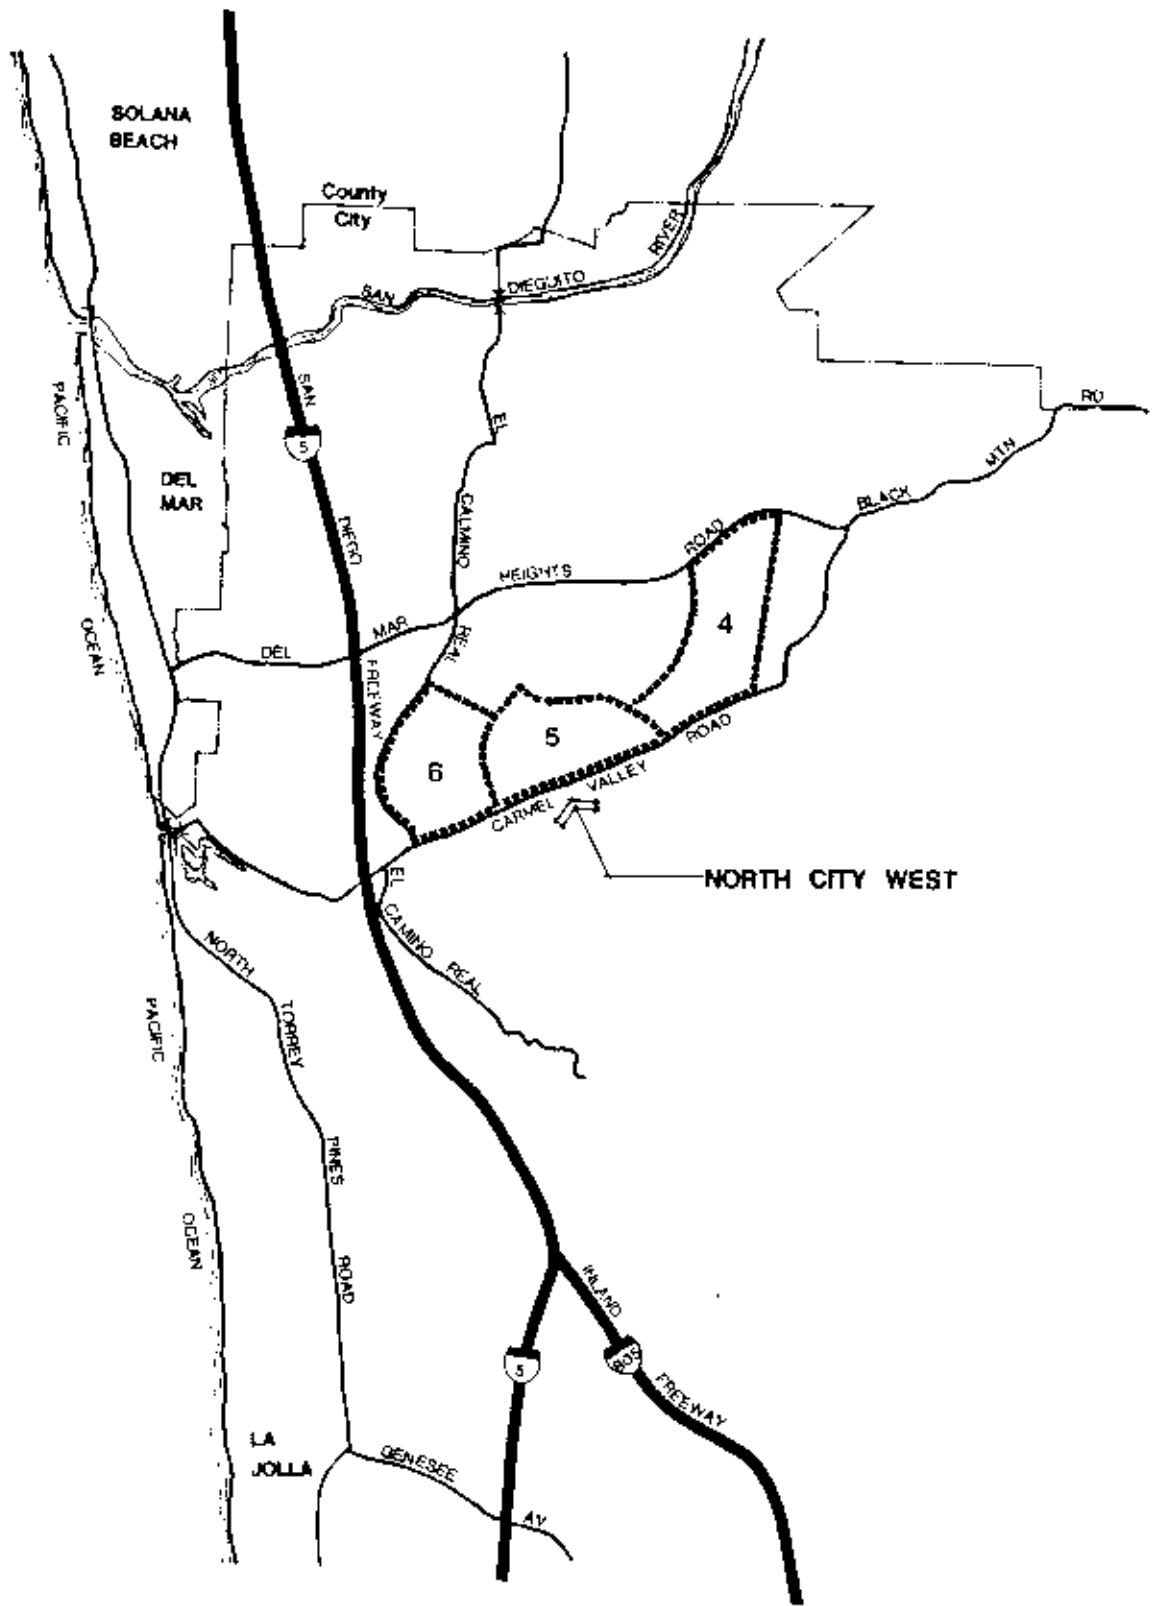 SOLANA
BEACH
County
City
SAN
DIEGUITO
RIVER
SAN
5
DIEGO
FREEWAY
PACIFIC
OCEAN
DEL
MAR
EL
CALMINO
REAL
RD
MTN
BLACK
ROAD
HEIGHTS
MAR
DEL
4
5
6
ROAD
VALLEY
CARMEL
NORTH CITY WEST
EL
CAMINO
REAL
NORTH
TORREY
PINES
ROAD
PACIFIC
OCEAN
INLAND
805
FREEWAY
5
LA
JOLLA
GENESEE
AV